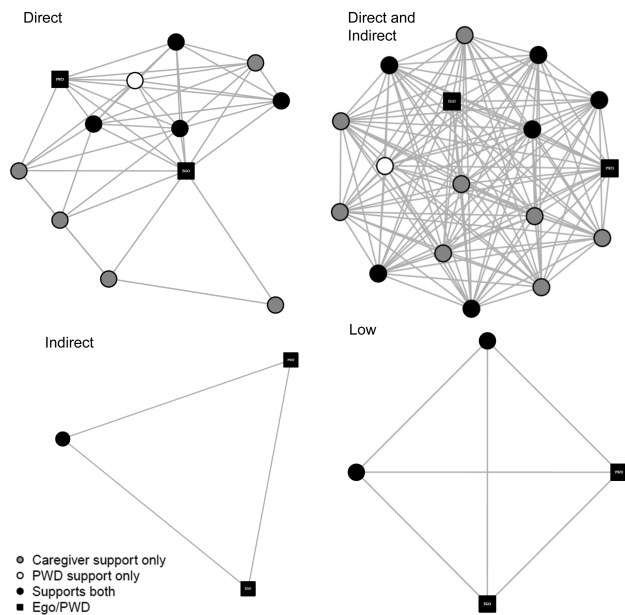 Direct
Direct and
Indirect
PWD
EGO
EGO
PWD
Indirect
Low
PWD
EGO
PWD
EGO
Caregiver support only
PWD support only
Supports both
Ego/PWD